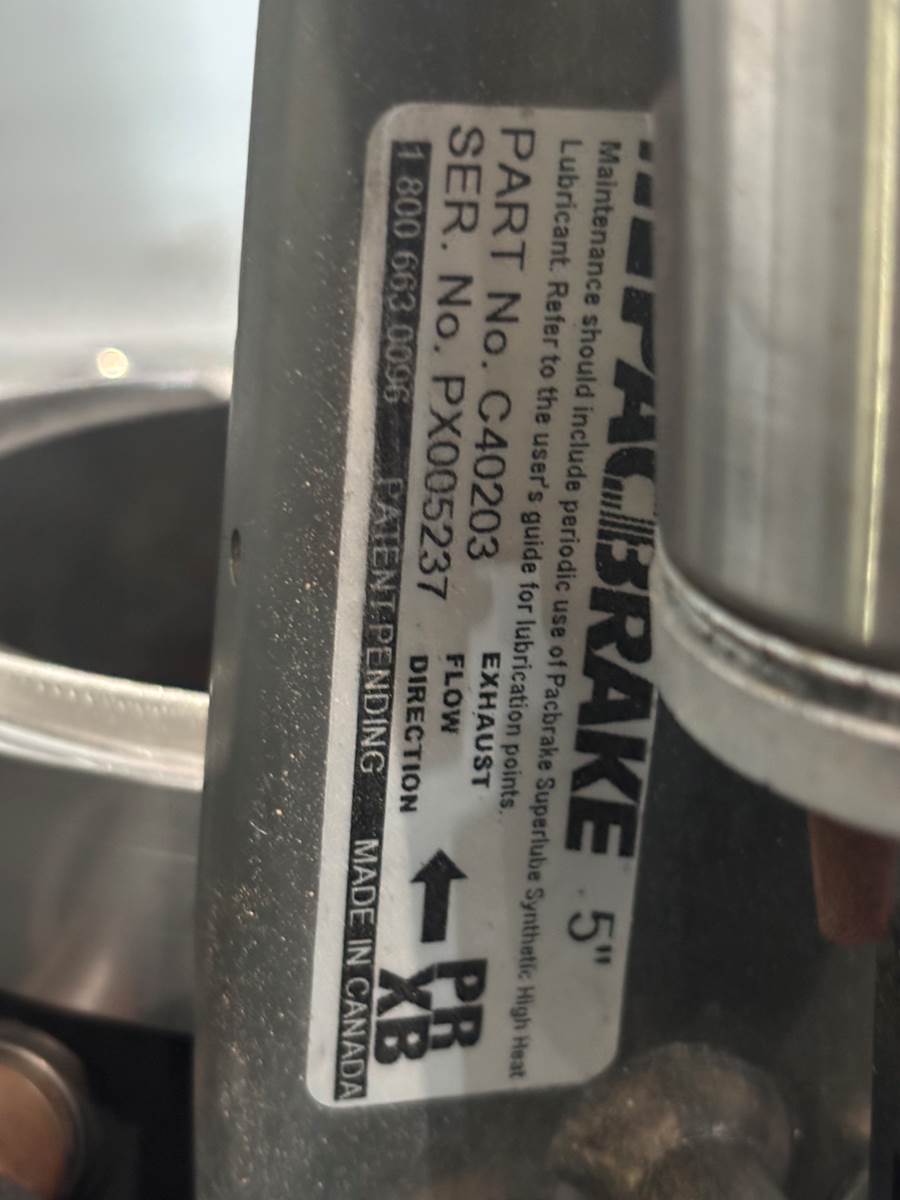 PACBRAKE 5"
Maintenance should include periodic use of Pacbrake Superlube Synthetic High Heat
Lubricant. Refer to the user's guide for lubrication points.
PART No. C40203
SER. No. PX005237
EXHAUST
FLOW
DIRECTION
PR
XB
1 800 663 0096 PATENT PENDING MADE IN CANADA